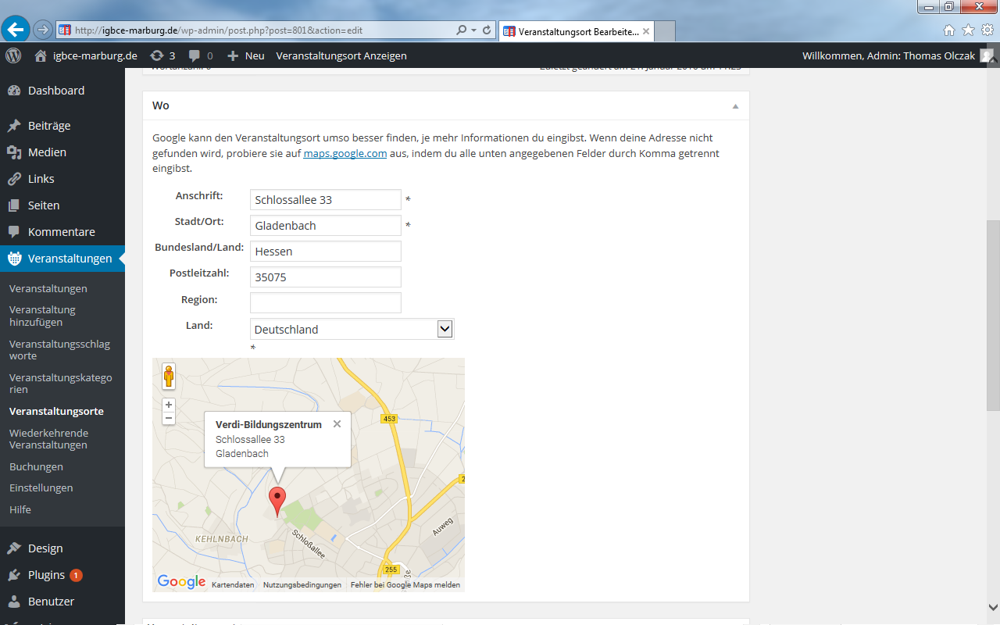 http://igbce-marburg.de/wp-admin/post.php?post=801&action=edit
Veranstaltungsort Bearbeite...
igbce-marburg.de 3 0 Neu Veranstaltungsort Anzeigen Willkommen, Admin: Thomas Olczak
Dashboard
Beiträge
Medien
Links
Seiten
Kommentare
Veranstaltungen
Veranstaltungen
Veranstaltung
hinzufügen
Veranstaltungsschlag
worte
Veranstaltungskatego
rien
Veranstaltungsorte
Wiederkehrende
Veranstaltungen
Buchungen
Einstellungen
Hilfe
Design
Plugins 1
Benutzer
Wo
Google kann den Veranstaltungsort umso besser finden, je mehr Informationen du eingibst. Wenn deine Adresse nicht
gefunden wird, probiere sie auf maps.google.com aus, indem du alle unten angegebenen Felder durch Komma getrennt
eingibst.
Anschrift: Schlossallee 33 *
Stadt/Ort: Gladenbach *
Bundesland/Land: Hessen
Postleitzahl: 35075
Region:
Land: Deutschland
*
453
Verdi-Bildungszentrum
Schlossallee 33
Gladenbach
KEHLNBACH
Schloßallee
Auweg
255
Google Kartendaten Nutzungsbedingungen Fehler bei Google Maps melden